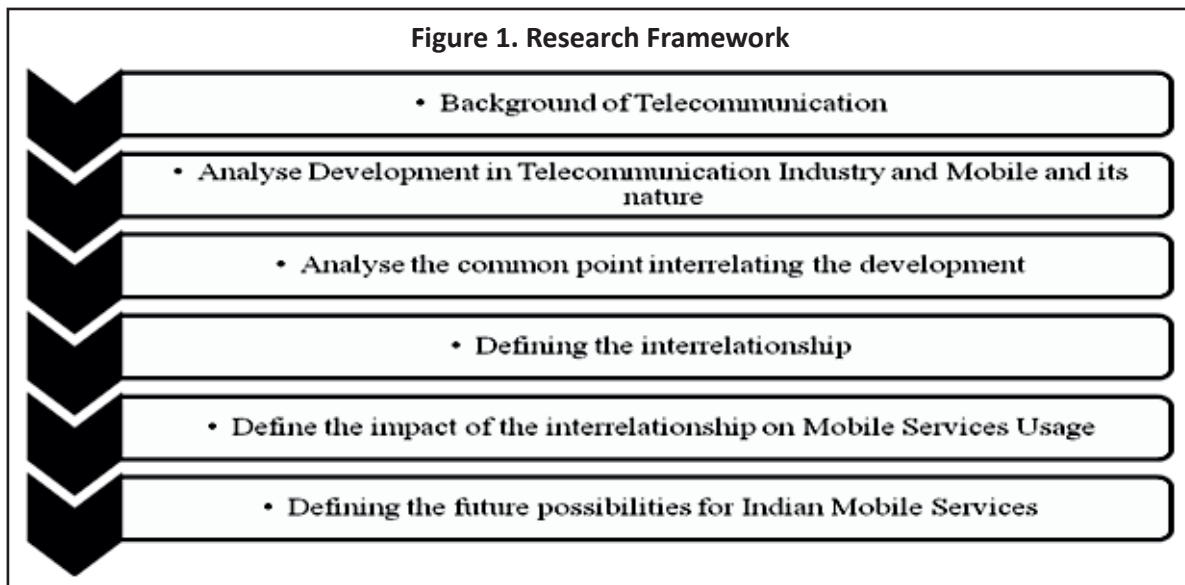 Figure 1. Research Framework
• Background of Telecommunication
• Analyse Development in Telecommunication Industry and Mobile and its
nature
• Analyse the common point interrelating the development
• Defining the interrelationship
• Define the impact of the interrelationship on Mobile Services Usage
• Defining the future possibilities for Indian Mobile Services